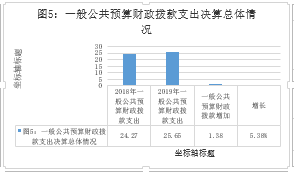 图5：一般公共预算财政拨款支出决算总体情
况
坐标轴标题
30
25
20
15
10
5
0
2018年一般公共预算财政拨款支出
2019年一般公共预算财政拨款支出
一般公共预算财政拨款增加
增长
图5：一般公共预算财政拨款支出决算总体情况
24.27
25.65
1.38
5.38%
坐标轴标题